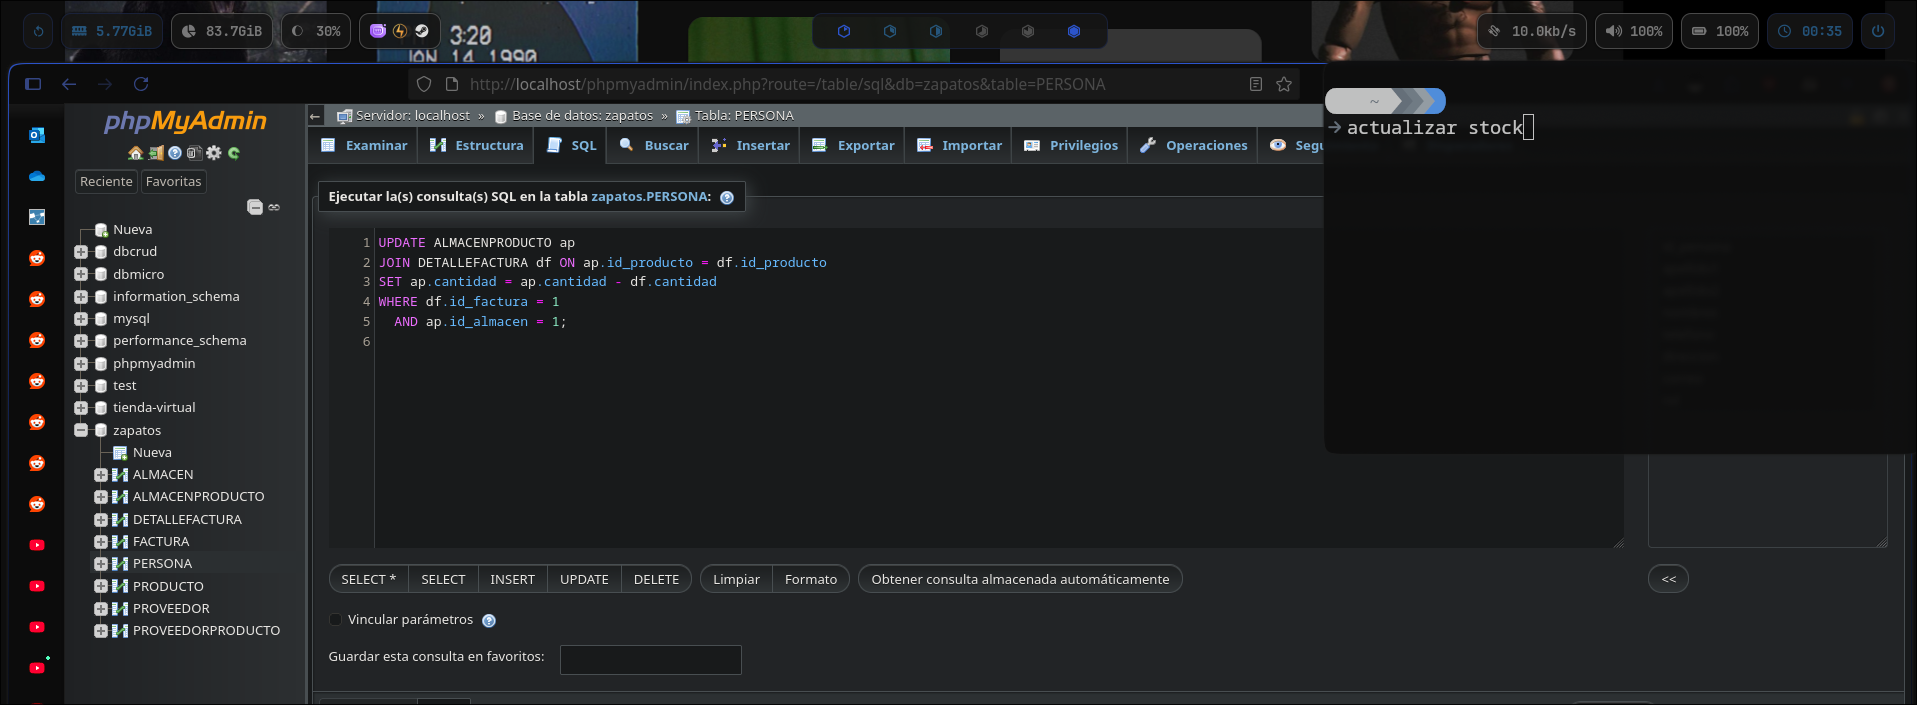 5.77GiB
83.7GiB
30%
3:20
JUN 14 1990
10.0kb/s
100%
100%
00:35
http://localhost/phpmyadmin/index.php?route=/table/sql&db=zapatos&table=PERSONA
~
→ actualizar stock
phpMyAdmin
Reciente
Favoritas
Nueva
dbcrud
dbmicro
information_schema
mysql
performance_schema
phpmyadmin
test
tienda-virtual
zapatos
Nueva
ALMACEN
ALMACENPRODUCTO
DETALLEFACTURA
FACTURA
PERSONA
PRODUCTO
PROVEEDOR
PROVEEDORPRODUCTO
← Servidor: localhost » Base de datos: zapatos » Tabla: PERSONA
Examinar Estructura SQL Buscar Insertar Exportar Importar Privilegios Operaciones Segu
Ejecutar la(s) consulta(s) SQL en la tabla zapatos.PERSONA:
1 UPDATE ALMACENPRODUCTO ap
2 JOIN DETALLEFACTURA df ON ap.id_producto = df.id_producto
3 SET ap.cantidad = ap.cantidad - df.cantidad
4 WHERE df.id_factura = 1
5 AND ap.id_almacen = 1;
6
SELECT * SELECT INSERT UPDATE DELETE Limpiar Formato Obtener consulta almacenada automáticamente <<
Vincular parámetros
Guardar esta consulta en favoritos: